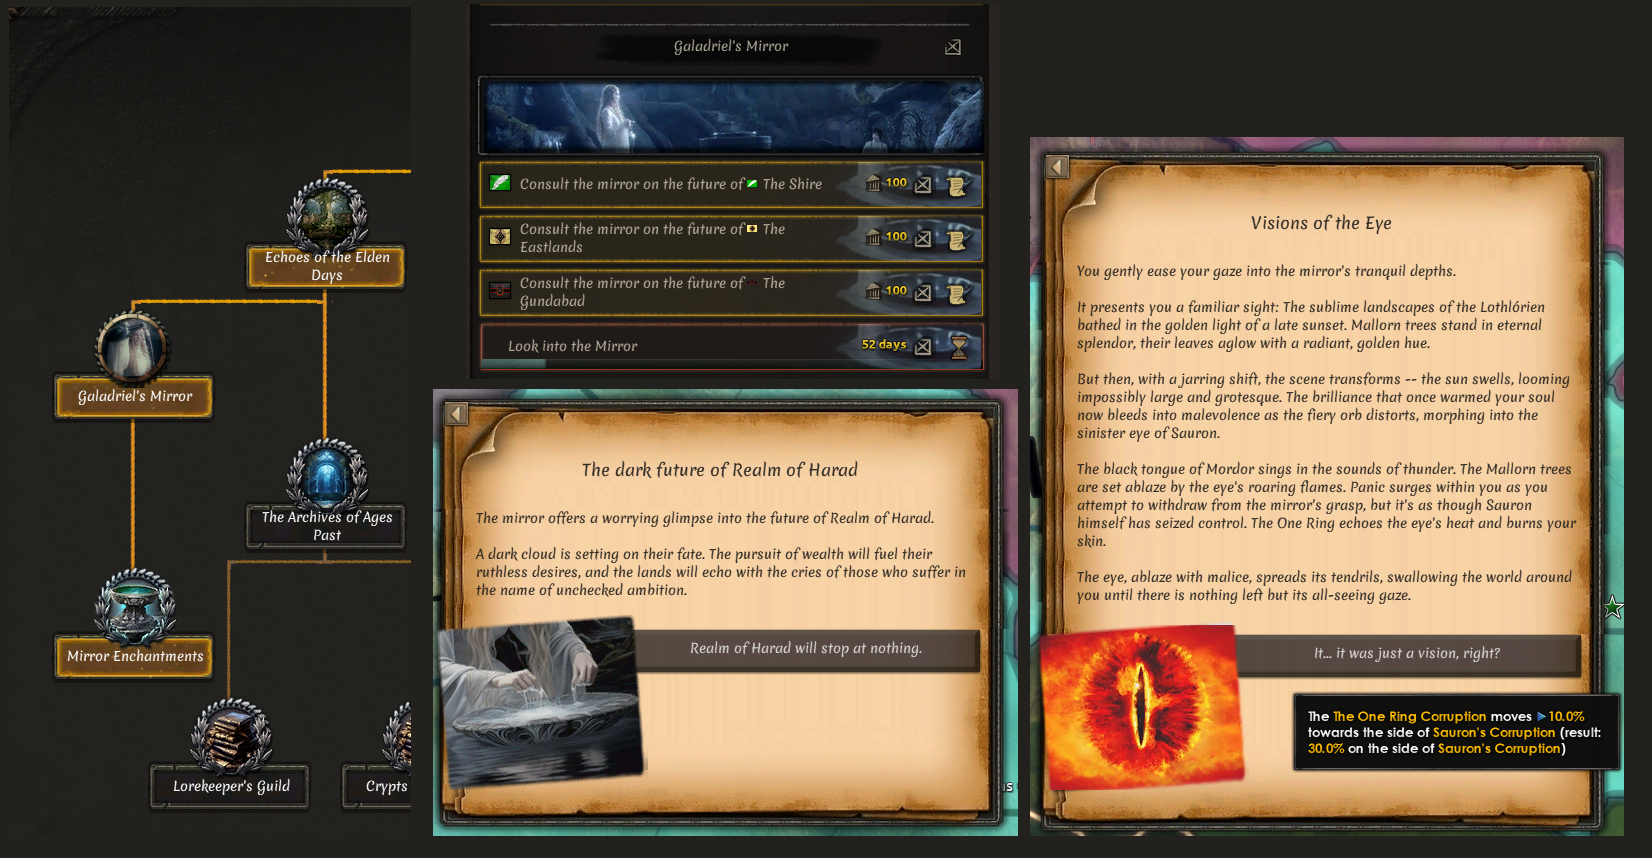 Echoes of the Elden
Days
Galadriel's Mirror
The Archives of Ages
Past
Mirror Enchantments
Lorekeeper's Guild
Crypts
Galadriel's Mirror
Consult the mirror on the future of The Shire
100
Consult the mirror on the future of The
Eastlands
100
Consult the mirror on the future of The
Gundabad
100
Look into the Mirror
52 days
The dark future of Realm of Harad
The mirror offers a worrying glimpse into the future of Realm of Harad.
A dark cloud is setting on their fate. The pursuit of wealth will fuel their
ruthless desires, and the lands will echo with the cries of those who suffer in
the name of unchecked ambition.
Realm of Harad will stop at nothing.
Visions of the Eye
You gently ease your gaze into the mirror's tranquil depths.
It presents you a familiar sight: The sublime landscapes of the Lothlórien
bathed in the golden light of a late sunset. Mallorn trees stand in eternal
splendor, their leaves aglow with a radiant, golden hue.
But then, with a jarring shift, the scene transforms -- the sun swells, looming
impossibly large and grotesque. The brilliance that once warmed your soul
now bleeds into malevolence as the fiery orb distorts, morphing into the
sinister eye of Sauron.
The black tongue of Mordor sings in the sounds of thunder. The Mallorn trees
are set ablaze by the eye's roaring flames. Panic surges within you as you
attempt to withdraw from the mirror's grasp, but it's as though Sauron
himself has seized control. The One Ring echoes the eye's heat and burns your
skin.
The eye, ablaze with malice, spreads its tendrils, swallowing the world around
you until there is nothing left but its all-seeing gaze.
It... it was just a vision, right?
The The One Ring Corruption moves 10.0%
towards the side of Sauron's Corruption (result:
30.0% on the side of Sauron's Corruption)